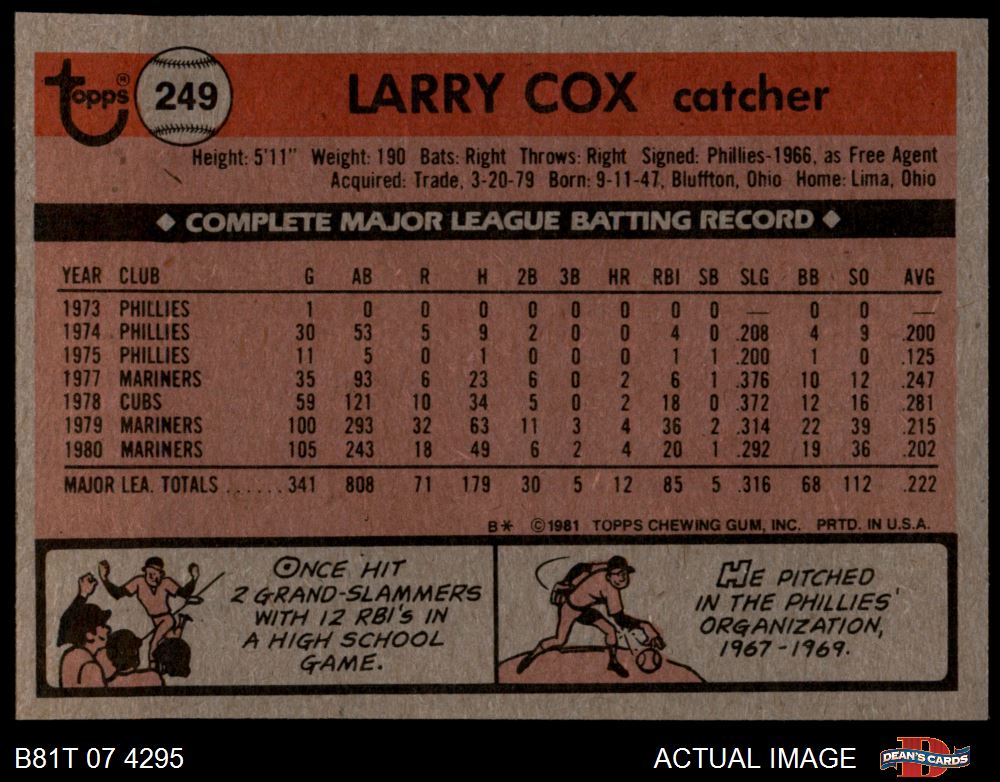 Topps® 249 LARRY COX catcher
Height: 5'11" Weight: 190 Bats: Right Throws: Right Signed: Phillies-1966, as Free Agent
Acquired: Trade, 3-20-79 Born: 9-11-47, Bluffton, Ohio Home: Lima, Ohio
◆ COMPLETE MAJOR LEAGUE BATTING RECORD ◆
YEAR CLUB G AB R H 2B 3B HR RBI SB SLG BB SO AVG
1973 PHILLIES 1 0 0 0 0 0 0 0 0 — 0 0 —
1974 PHILLIES 30 53 5 9 2 0 0 4 0 .208 4 9 .200
1975 PHILLIES 11 5 0 1 0 0 0 1 1 .200 1 0 .125
1977 MARINERS 35 93 6 23 6 0 2 6 1 .376 10 12 .247
1978 CUBS 59 121 10 34 5 0 2 18 0 .372 12 16 .281
1979 MARINERS 100 293 32 63 11 3 4 36 2 .314 22 39 .215
1980 MARINERS 105 243 18 49 6 2 4 20 1 .292 19 36 .202
MAJOR LEA. TOTALS ......341 808 71 179 30 5 12 85 5 .316 68 112 .222
B* ©1981 TOPPS CHEWING GUM, INC. PRTD. IN U.S.A.
ONCE HIT
2 GRAND-SLAMMERS
WITH 12 RBI'S IN
A HIGH SCHOOL
GAME.
HE PITCHED
IN THE PHILLIES'
ORGANIZATION,
1967-1969.
B81T 07 4295 ACTUAL IMAGE DEAN'S CARDS